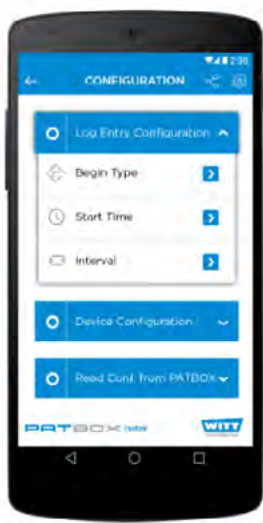 2:30
CONFIGURATION
Log Entry Configuration
Begin Type
Start Time
Interval
Device Configuration
Read Conf. from PATBOX
PATBOX
WITT